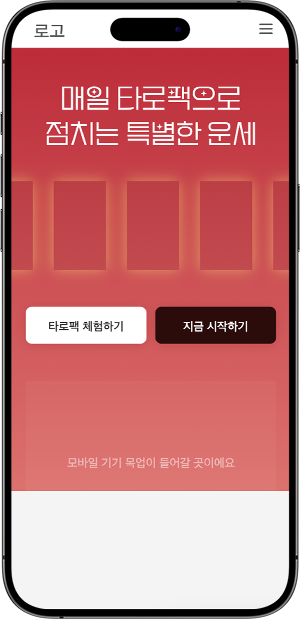 로고
매일 타로팩으로
점치는 특별한 운세
타로팩 체험하기
지금 시작하기
모바일 기기 목업이 들어갈 곳이에요